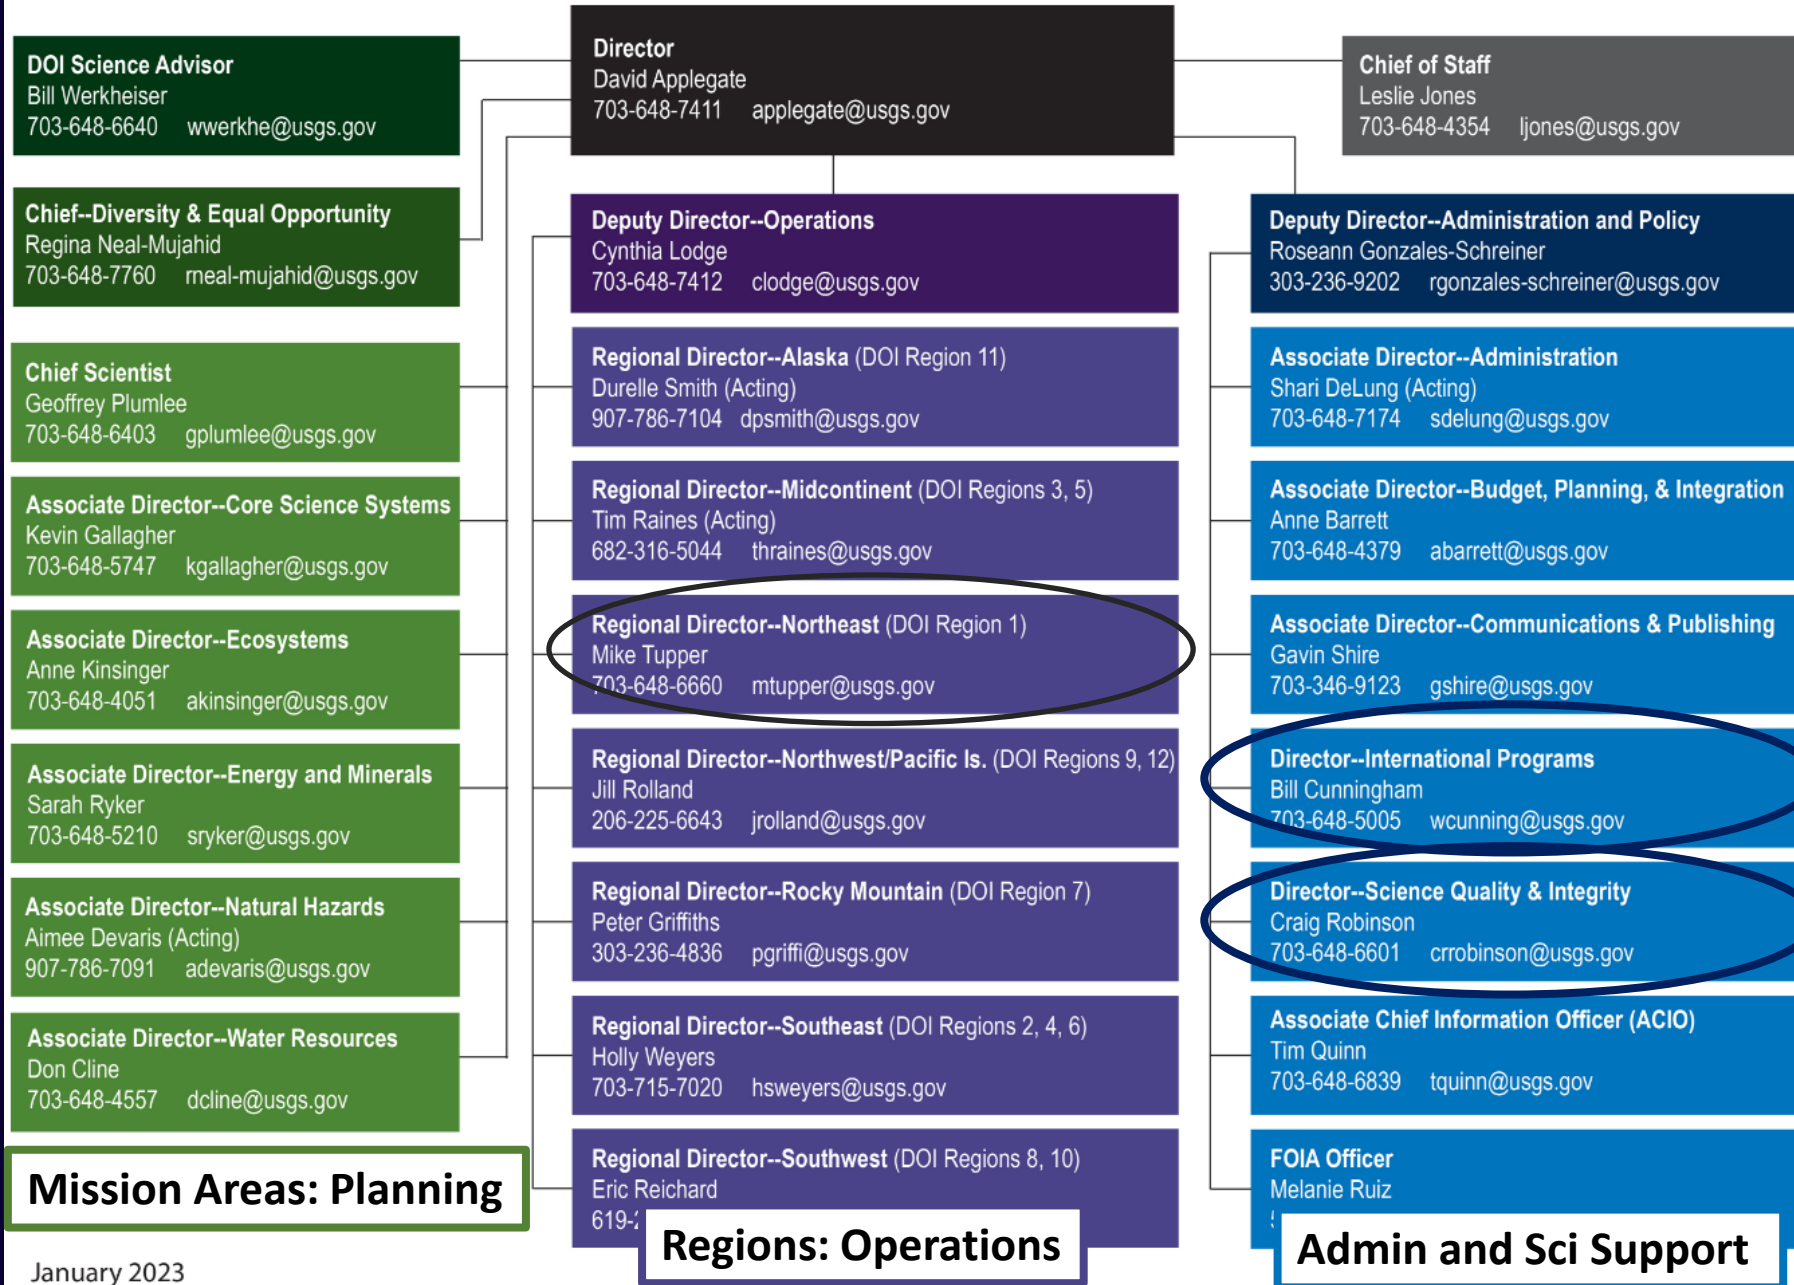 Director
David Applegate
703-648-7411 applegate@usgs.gov
DOI Science Advisor
Bill Werkheiser
703-648-6640 wwerkhe@usgs.gov
Chief of Staff
Leslie Jones
703-648-4354 ljones@usgs.gov
Chief--Diversity & Equal Opportunity
Regina Neal-Mujahid
703-648-7760 rneal-mujahid@usgs.gov
Chief Scientist
Geoffrey Plumlee
703-648-6403 gplumlee@usgs.gov
Associate Director--Core Science Systems
Kevin Gallagher
703-648-5747 kgallagher@usgs.gov
Associate Director--Ecosystems
Anne Kinsinger
703-648-4051 akinsinger@usgs.gov
Associate Director--Energy and Minerals
Sarah Ryker
703-648-5210 sryker@usgs.gov
Associate Director--Natural Hazards
Aimee Devaris (Acting)
907-786-7091 adevaris@usgs.gov
Associate Director--Water Resources
Don Cline
703-648-4557 dcline@usgs.gov
Mission Areas: Planning
January 2023
Deputy Director--Operations
Cynthia Lodge
703-648-7412 clodge@usgs.gov
Regional Director--Alaska (DOI Region 11)
Durelle Smith (Acting)
907-786-7104 dpsmith@usgs.gov
Regional Director--Midcontinent (DOI Regions 3, 5)
Tim Raines (Acting)
682-316-5044 thraines@usgs.gov
Regional Director--Northeast (DOI Region 1)
Mike Tupper
703-648-6660 mtupper@usgs.gov
Regional Director--Northwest/Pacific Is. (DOI Regions 9, 12)
Jill Rolland
206-225-6643 jrolland@usgs.gov
Regional Director--Rocky Mountain (DOI Region 7)
Peter Griffiths
303-236-4836 pgriffi@usgs.gov
Regional Director--Southeast (DOI Regions 2, 4, 6)
Holly Weyers
703-715-7020 hsweyers@usgs.gov
Regional Director--Southwest (DOI Regions 8, 10)
Eric Reichard
619-
Regions: Operations
Deputy Director--Administration and Policy
Roseann Gonzales-Schreiner
303-236-9202 rgonzales-schreiner@usgs.gov
Associate Director--Administration
Shari DeLung (Acting)
703-648-7174 sdelung@usgs.gov
Associate Director--Budget, Planning, & Integration
Anne Barrett
703-648-4379 abarrett@usgs.gov
Associate Director--Communications & Publishing
Gavin Shire
703-346-9123 gshire@usgs.gov
Director--International Programs
Bill Cunningham
703-648-5005 wcunning@usgs.gov
Director--Science Quality & Integrity
Craig Robinson
703-648-6601 crrobinson@usgs.gov
Associate Chief Information Officer (ACIO)
Tim Quinn
703-648-6839 tquinn@usgs.gov
FOIA Officer
Melanie Ruiz
Admin and Sci Support